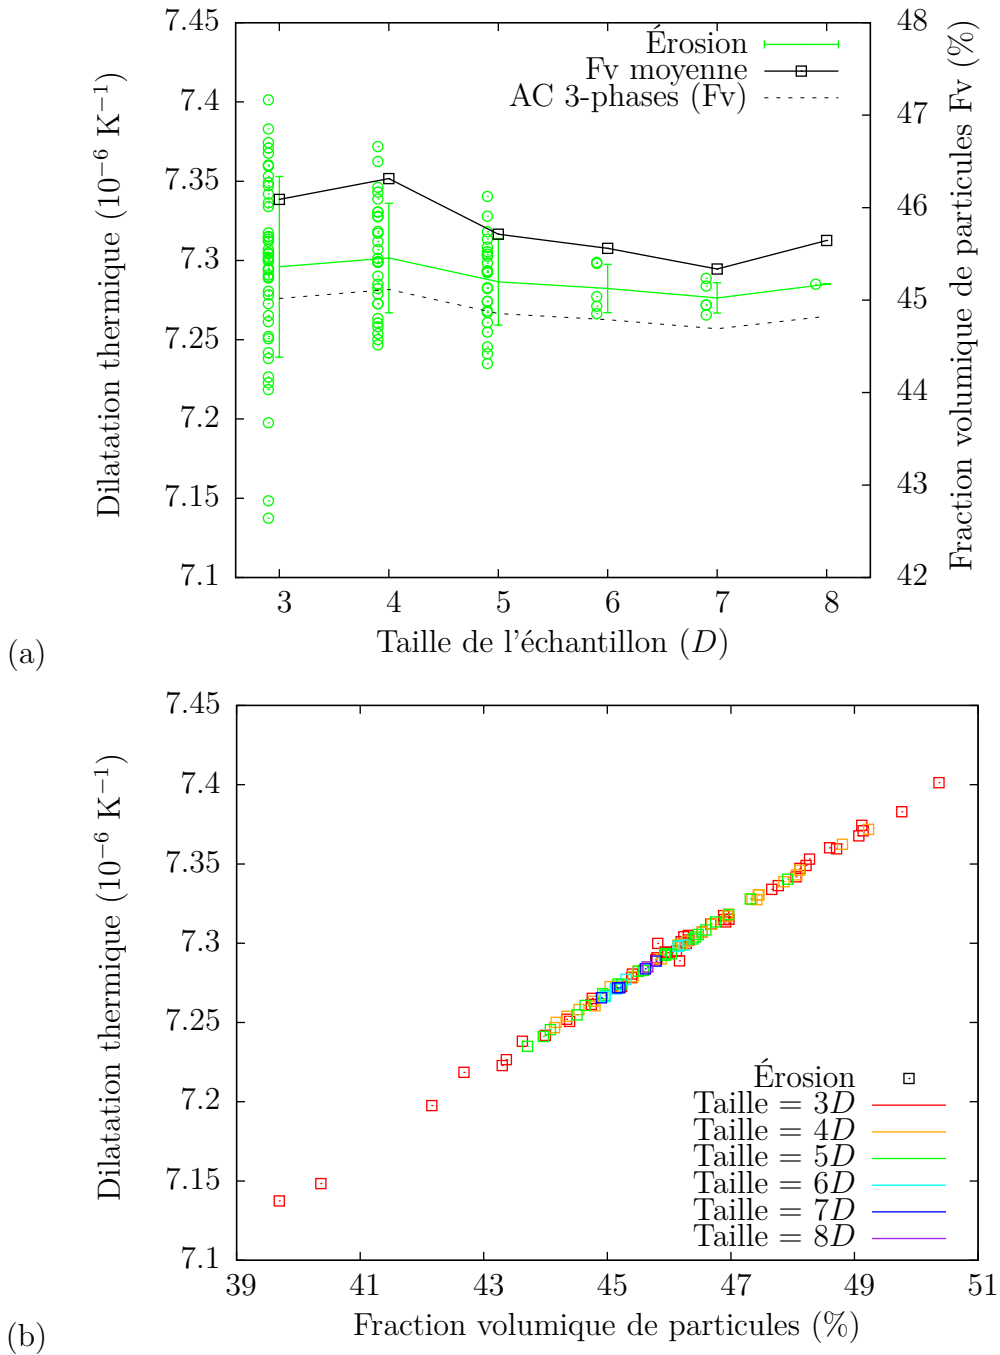 7.45
7.4
7.35
7.3
7.25
7.2
7.15
7.1
Dilatation thermique (10⁻⁶ K⁻¹)
48
47
46
45
44
43
42
Fraction volumique de particules Fv (%)
Érosion
Fv moyenne
AC 3-phases (Fv)
3 4 5 6 7 8
Taille de l'échantillon (D)
(a)
7.45
7.4
7.35
7.3
7.25
7.2
7.15
7.1
Dilatation thermique (10⁻⁶ K⁻¹)
Érosion
Taille = 3D
Taille = 4D
Taille = 5D
Taille = 6D
Taille = 7D
Taille = 8D
39 41 43 45 47 49 51
Fraction volumique de particules (%)
(b)